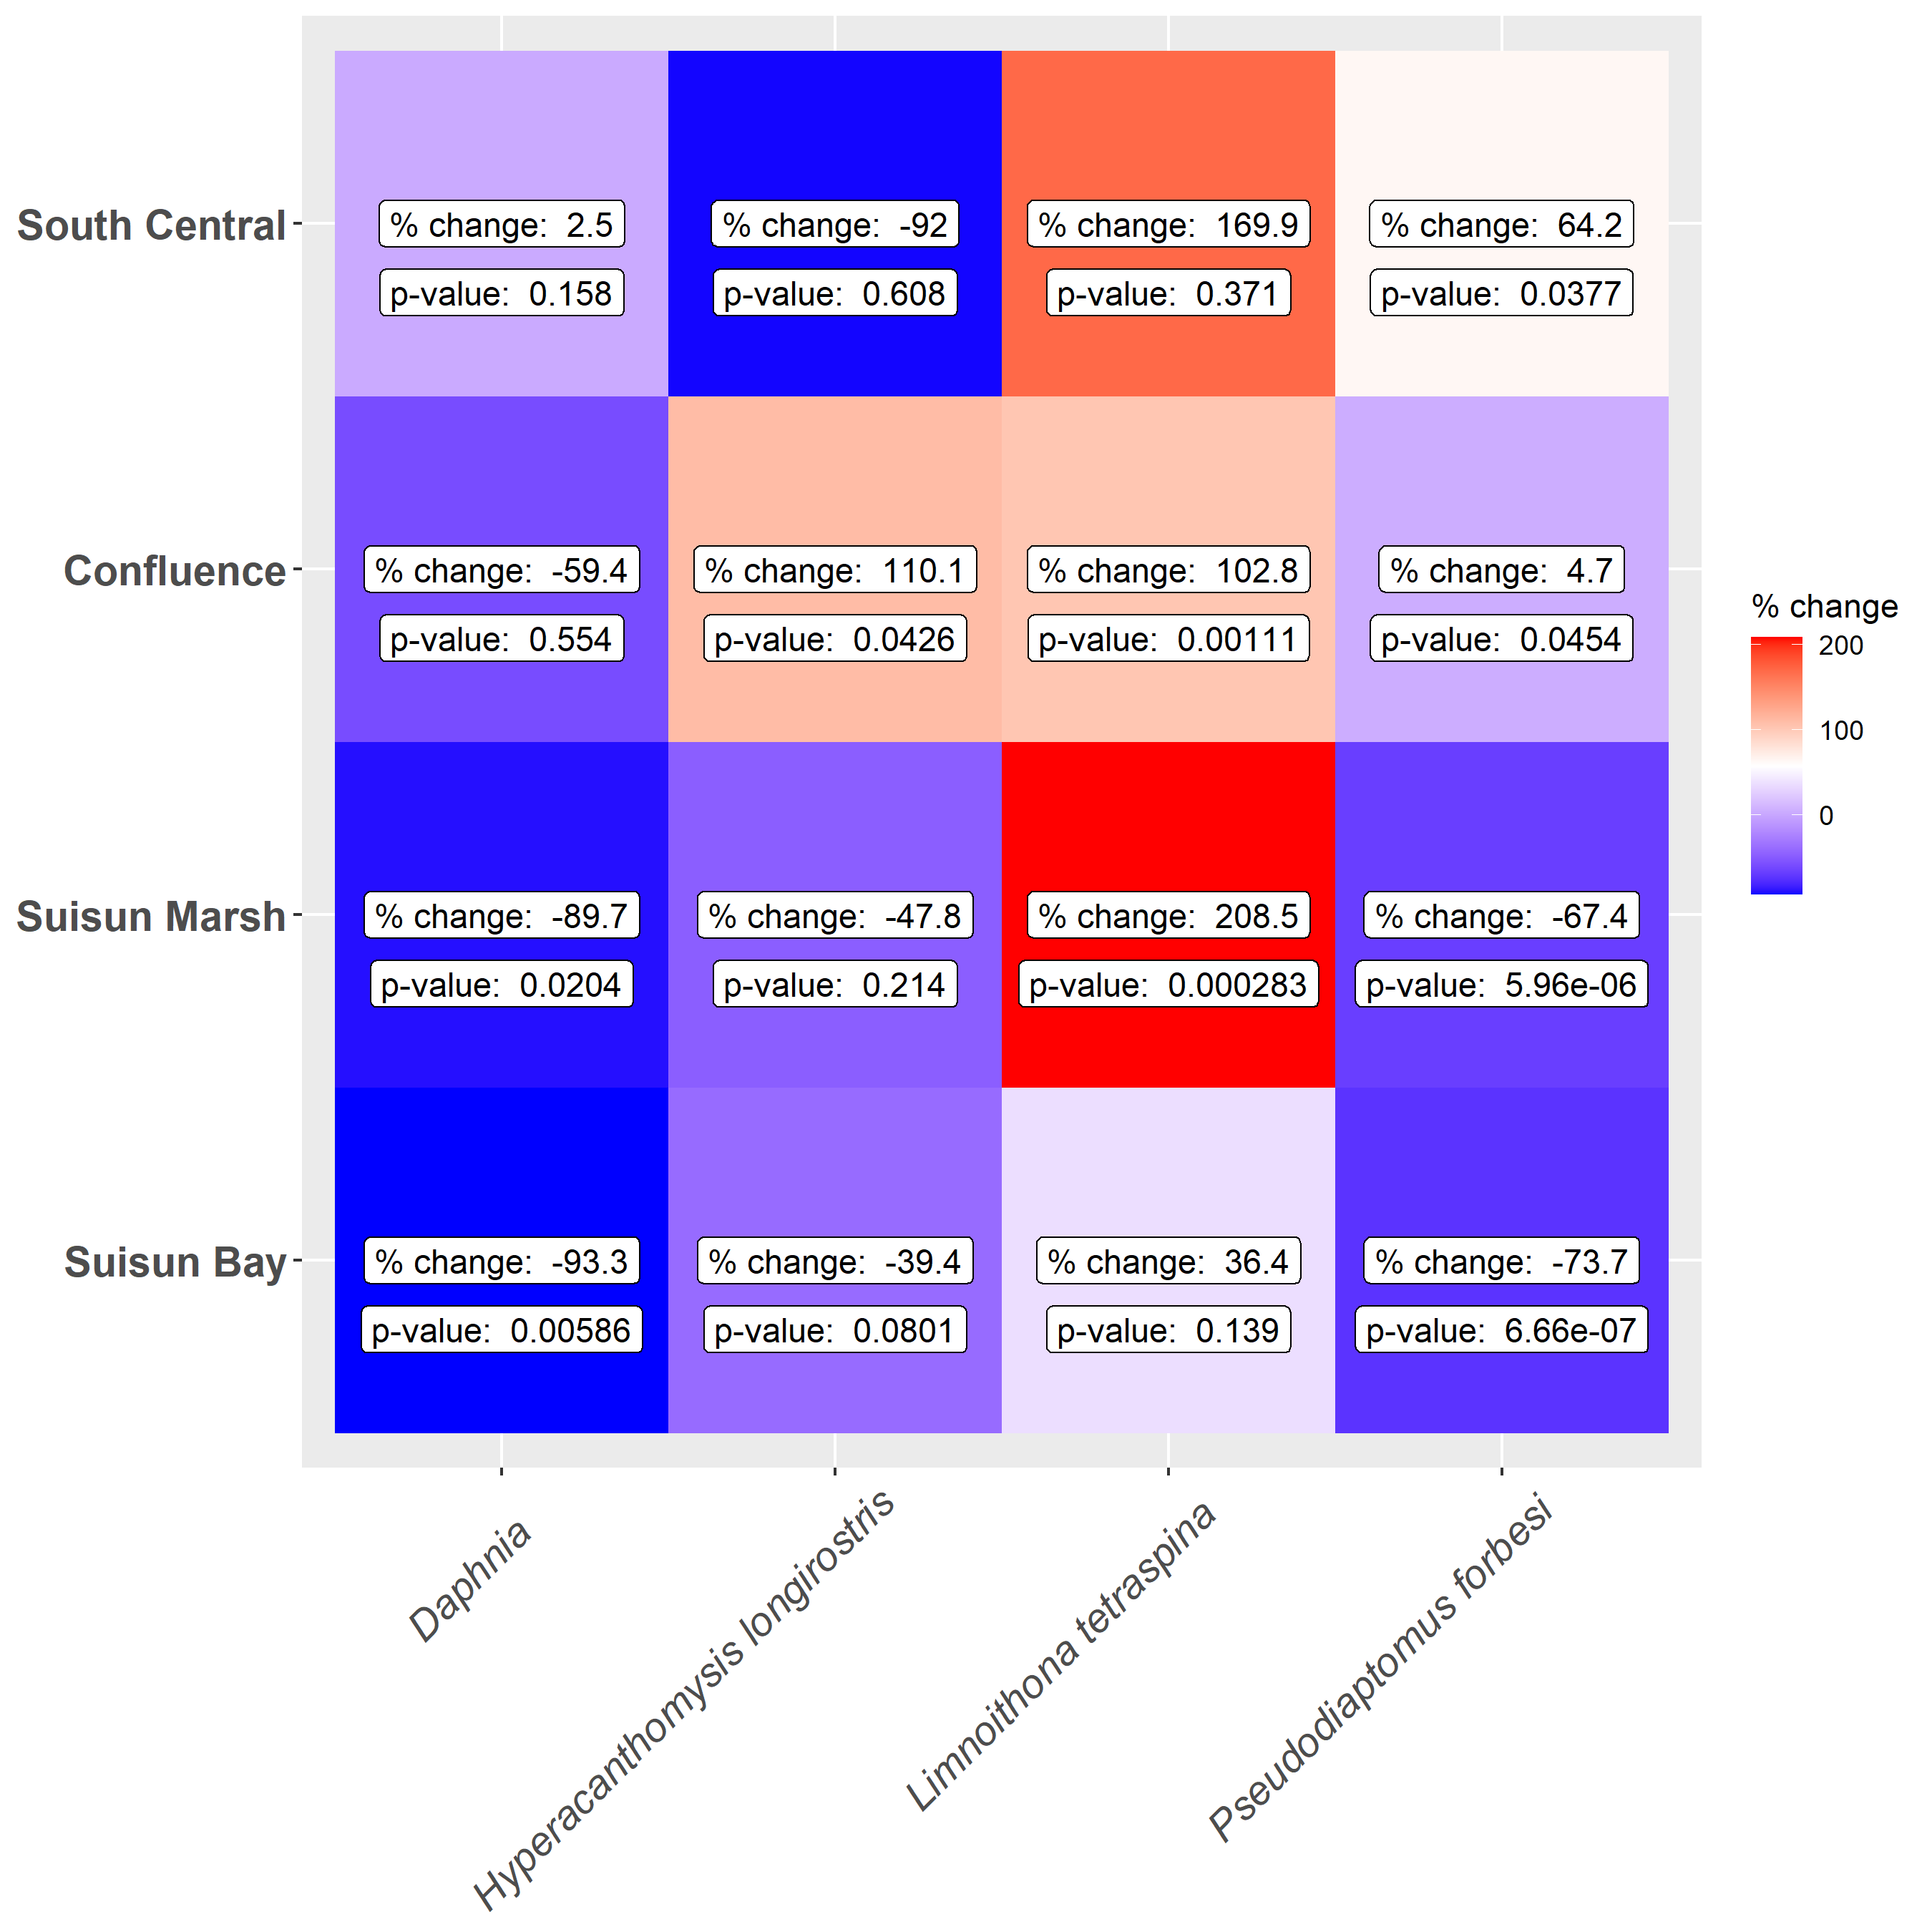 South Central
% change: 2.5
% change: -92
% change: 169.9
% change: 64.2
p-value: 0.158
p-value: 0.608
p-value: 0.371
p-value: 0.0377
Confluence
% change: -59.4
% change: 110.1
% change: 102.8
% change: 4.7
p-value: 0.554
p-value: 0.0426
p-value: 0.00111
p-value: 0.0454
Suisun Marsh
% change: -89.7
% change: -47.8
% change: 208.5
% change: -67.4
p-value: 0.0204
p-value: 0.214
p-value: 0.000283
p-value: 5.96e-06
Suisun Bay
% change: -93.3
% change: -39.4
% change: 36.4
% change: -73.7
p-value: 0.00586
p-value: 0.0801
p-value: 0.139
p-value: 6.66e-07
Daphnia
Hyperacanthomysis longirostris
Limnoithona tetraspina
Pseudodiaptomus forbesi
% change
200
100
0